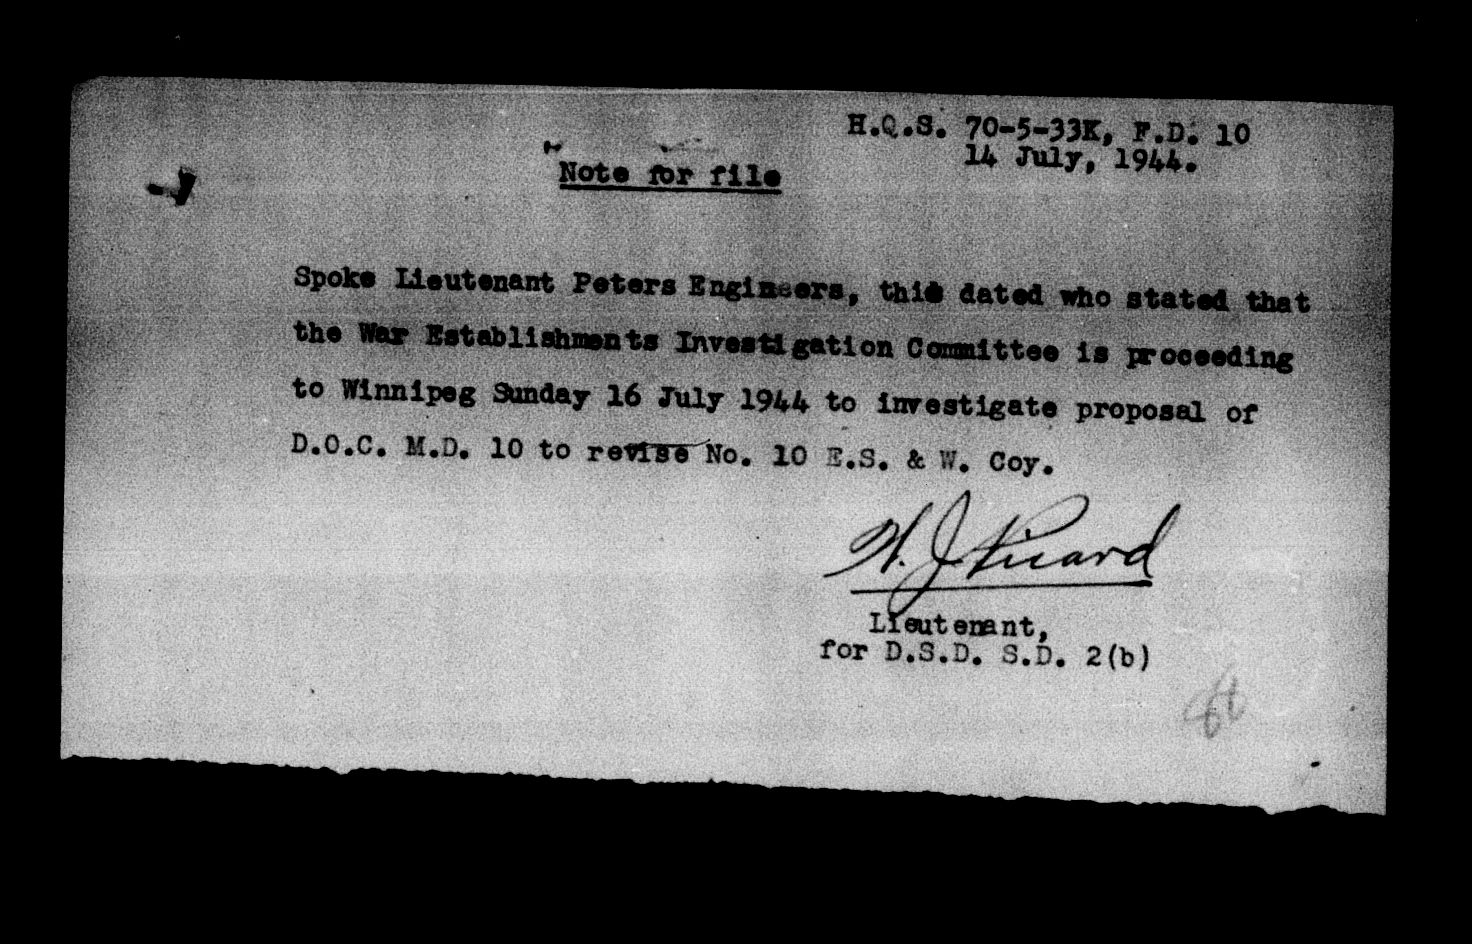 H.Q.S. 70-5-33K, F.D. 10
14 July, 1944.
Note for file
Spoke Lieutenant Peters Engineers, this dated who stated that
the War Establishments Investigation Committee is proceeding
to Winnipeg Sunday 16 July 1944 to investigate proposal of
D.O.C. M.D. 10 to revise No. 10 E.S. & W. Coy.
J Picard
Lieutenant,
for D.S.D. S.D. 2(b)